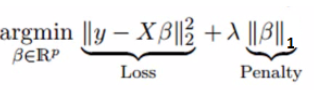 argmin ‖y − Xβ‖₂² + λ ‖β‖₁
β∈ℝᵖ
Loss Penalty